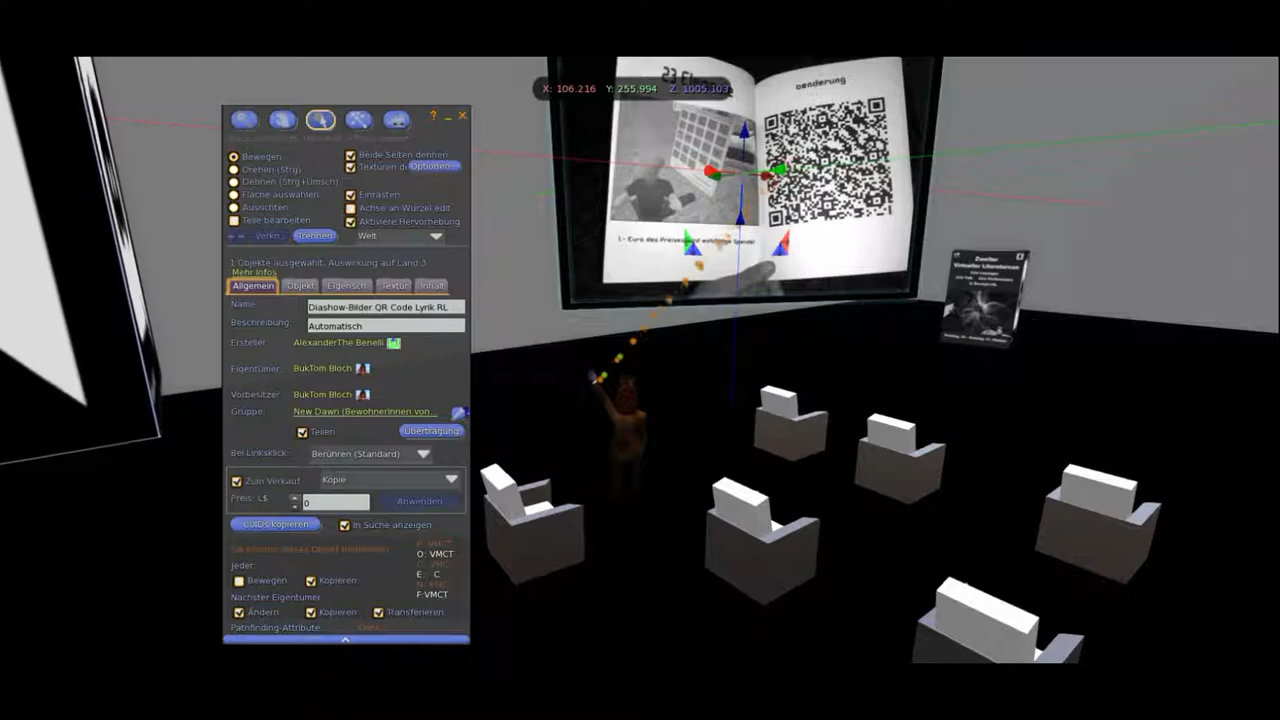 X: 106.216 Y: 255.994 Z: 1005.103
oenderung
Bewegen
Drehen (Strg)
Dehnen (Strg+Umsch)
Fläche auswählen
Ausrichten
Teile bearbeiten
Beide Seiten dehnen
Optionen...
Einrasten
Achse an Wurzel edit
Aktiviere Hervorhebung
Trennen
Welt
1 Objekte ausgewählt, Auswirkung auf Land 3
Mehr Infos
Allgemein Objekt Eigensch Textur Inhalt
Name Diashow-Bilder QR Code Lyrik RL
Beschreibung: Automatisch
Ersteller AlexanderThe Benelli
Eigentümer: BukTom Bloch
Vorbesitzer BukTom Bloch
Gruppe: New Dawn (BewohnerInnen von...
Teilen Übertragung
Bei Linksklick: Berühren (Standard)
Zum Verkauf Kopie
Preis: L$ 0 Anwenden
UUIDs kopieren In Suche anzeigen
O: VMCT
Jeder: E: C
Bewegen Kopieren F:VMCT
Nächster Eigentümer
Ändern Kopieren Transferieren
Pathfinding-Attribute
Zweiter
Virtueller Literaturcon